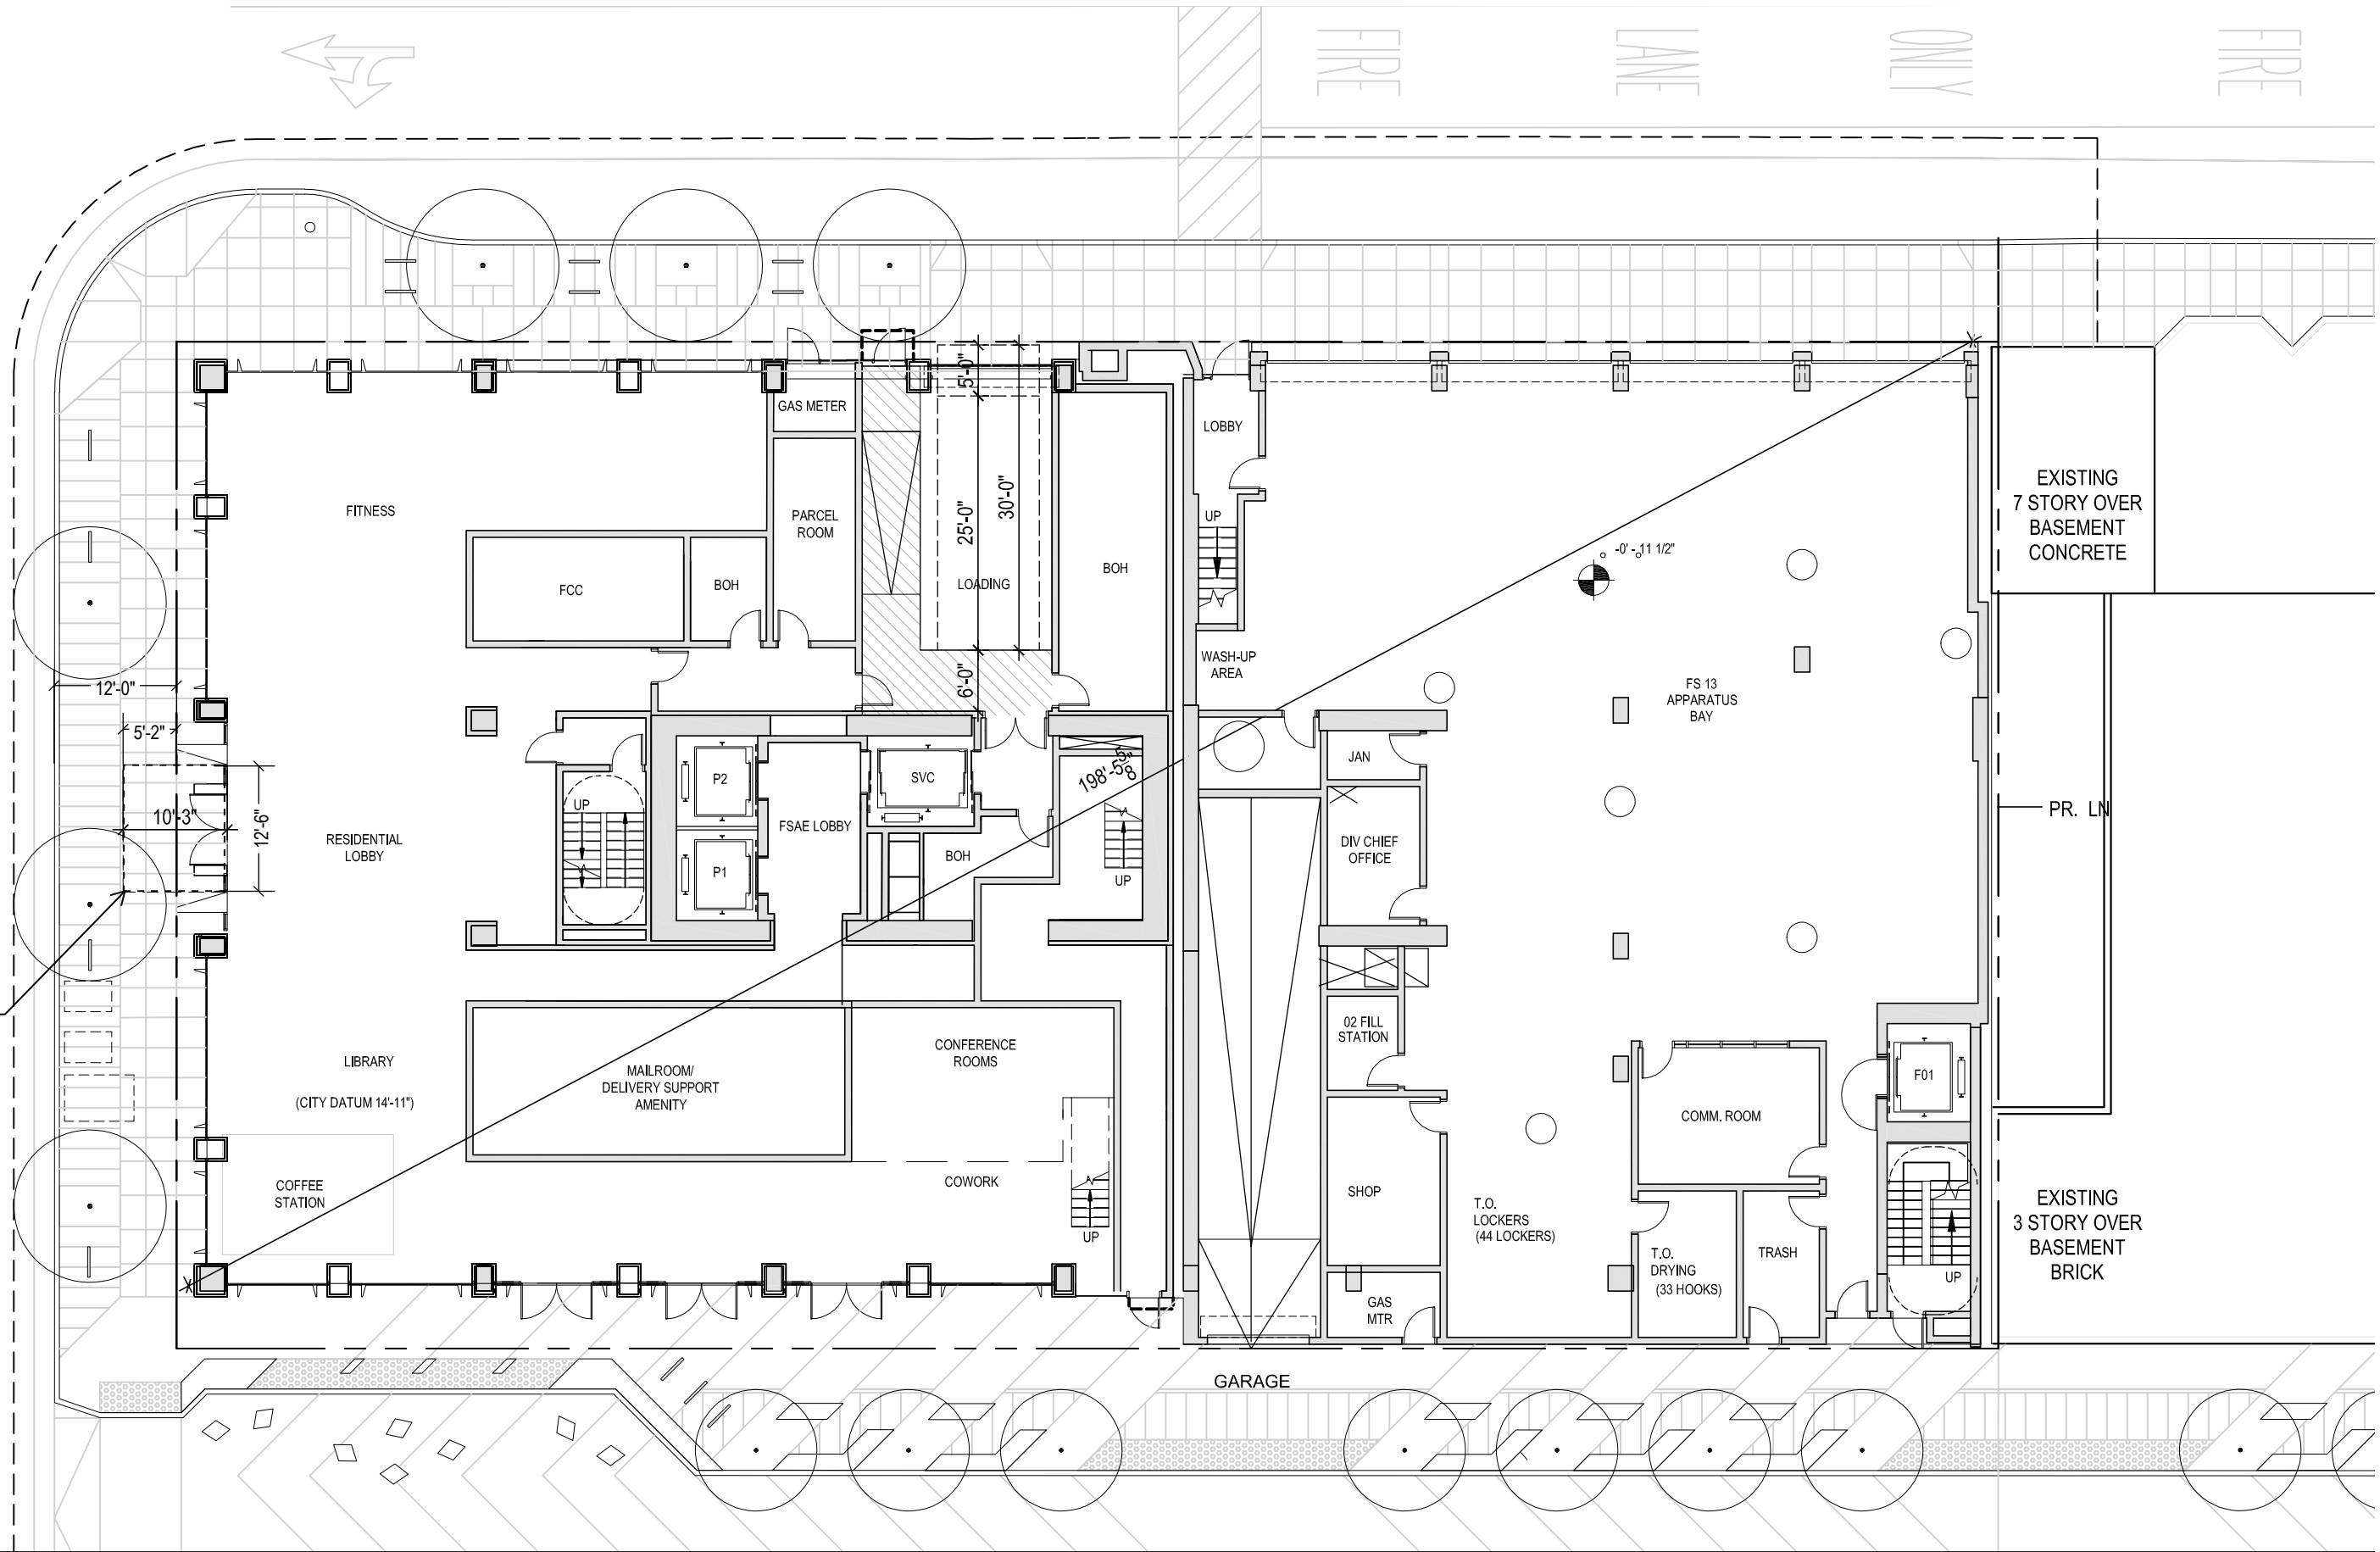 FIRE
LANE
ONLY
FIRE
GAS METER
5'-0"
LOBBY
FITNESS
PARCEL
ROOM
25'-0"
30'-0"
EXISTING
7 STORY OVER
BASEMENT
CONCRETE
UP
-0' - 11 1/2"
FCC
BOH
LOADING
BOH
WASH-UP
AREA
6'-0"
12'-0"
FS 13
APPARATUS
BAY
5'-2"
P2
SVC
198'-5 5/8"
JAN
10'-3"
12'-6"
UP
FSAE LOBBY
PR. LN
RESIDENTIAL
LOBBY
DIV CHIEF
OFFICE
BOH
P1
UP
02 FILL
STATION
LIBRARY
(CITY DATUM 14'-11")
MAILROOM/
DELIVERY SUPPORT
AMENITY
CONFERENCE
ROOMS
F01
COMM. ROOM
COFFEE
STATION
COWORK
UP
SHOP
T.O.
LOCKERS
(44 LOCKERS)
T.O.
DRYING
(33 HOOKS)
TRASH
UP
EXISTING
3 STORY OVER
BASEMENT
BRICK
GAS
MTR
GARAGE